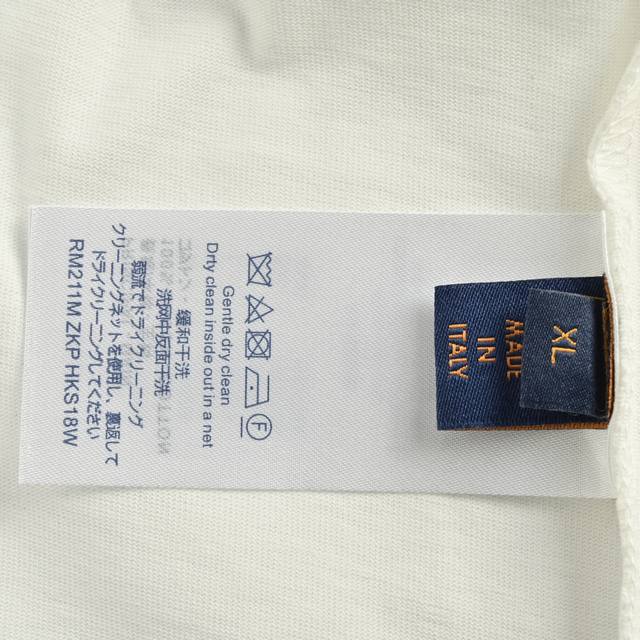 Gentle dry clean
Drty clean inside out in a net
缓和干洗
洗网中反面干洗
弱流でドライクリーニング
クリーニングネットを使用し、裏返して
ドライクリーニングしてください
RM211M ZKP HKS18W
F
XL
MADE
IN
ITALY